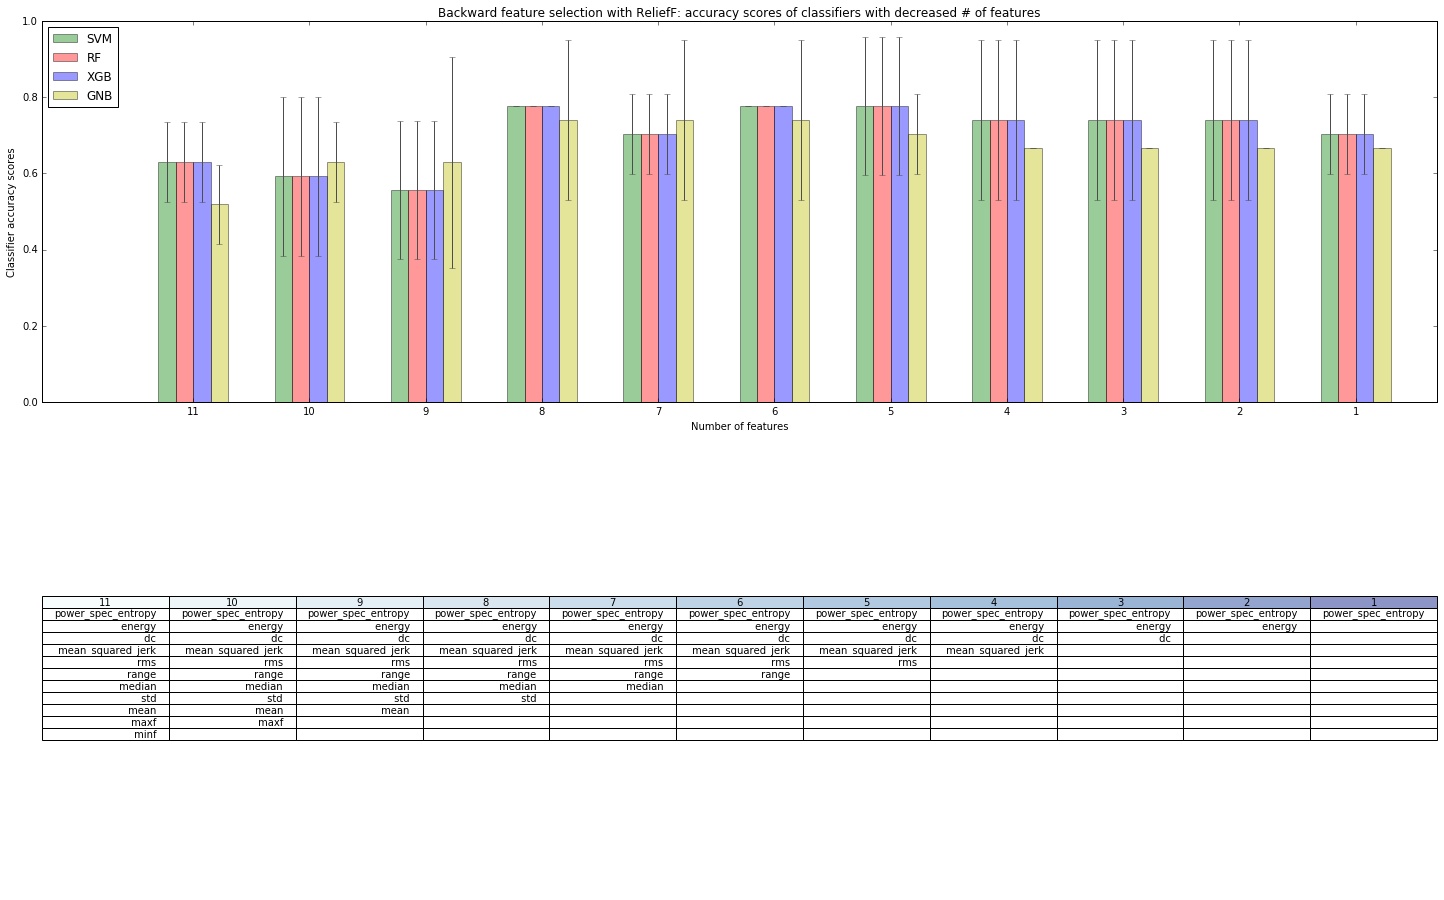 Backward feature selection with ReliefF: accuracy scores of classifiers with decreased # of features
SVM
RF
XGB
GNB
Classifier accuracy scores
1.0
0.8
0.6
0.4
0.2
0.0
11 10 9 8 7 6 5 4 3 2 1
Number of features
11 10 9 8 7 6 5 4 3 2 1
power_spec_entropy power_spec_entropy power_spec_entropy power_spec_entropy power_spec_entropy power_spec_entropy power_spec_entropy power_spec_entropy power_spec_entropy power_spec_entropy power_spec_entropy
energy energy energy energy energy energy energy energy energy energy
dc dc dc dc dc dc dc dc dc
mean_squared_jerk mean_squared_jerk mean_squared_jerk mean_squared_jerk mean_squared_jerk mean_squared_jerk mean_squared_jerk mean_squared_jerk
rms rms rms rms rms rms rms
range range range range range range
median median median median median
std std std std
mean mean mean
maxf maxf
minf